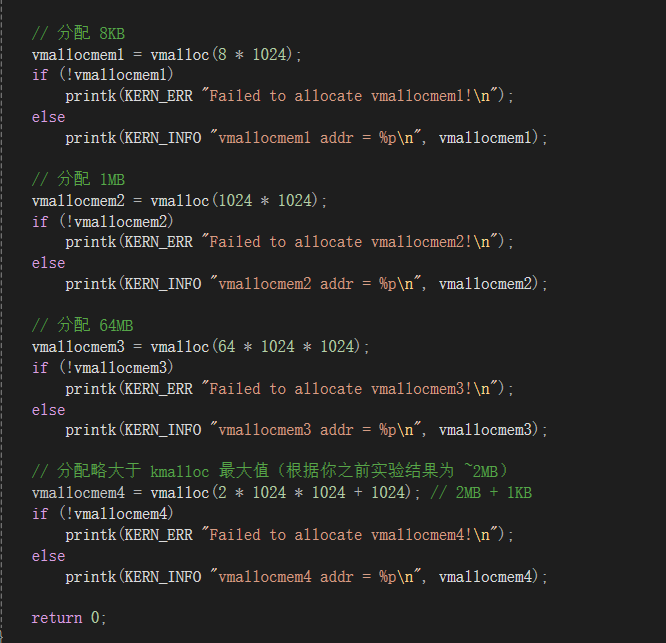 // 分配 8KB
vmallocmem1 = vmalloc(8 * 1024);
if (!vmallocmem1)
printk(KERN_ERR "Failed to allocate vmallocmem1!\n");
else
printk(KERN_INFO "vmallocmem1 addr = %p\n", vmallocmem1);
// 分配 1MB
vmallocmem2 = vmalloc(1024 * 1024);
if (!vmallocmem2)
printk(KERN_ERR "Failed to allocate vmallocmem2!\n");
else
printk(KERN_INFO "vmallocmem2 addr = %p\n", vmallocmem2);
// 分配 64MB
vmallocmem3 = vmalloc(64 * 1024 * 1024);
if (!vmallocmem3)
printk(KERN_ERR "Failed to allocate vmallocmem3!\n");
else
printk(KERN_INFO "vmallocmem3 addr = %p\n", vmallocmem3);
// 分配略大于 kmalloc 最大值（根据你之前实验结果为 ~2MB）
vmallocmem4 = vmalloc(2 * 1024 * 1024 + 1024); // 2MB + 1KB
if (!vmallocmem4)
printk(KERN_ERR "Failed to allocate vmallocmem4!\n");
else
printk(KERN_INFO "vmallocmem4 addr = %p\n", vmallocmem4);
return 0;
}